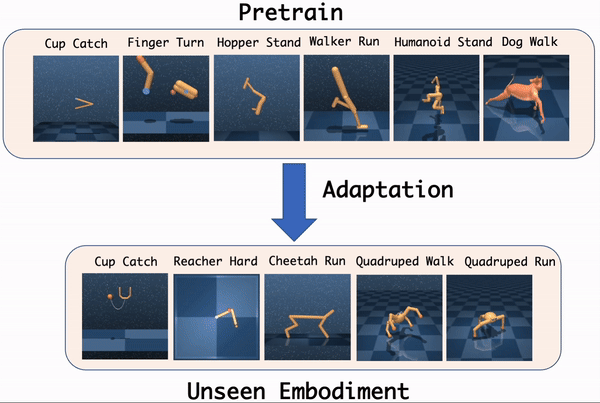 Pretrain
Cup Catch Finger Turn Hopper Stand Walker Run Humanoid Stand Dog Walk
Adaptation
Cup Catch Reacher Hard Cheetah Run Quadruped Walk Quadruped Run
Unseen Embodiment